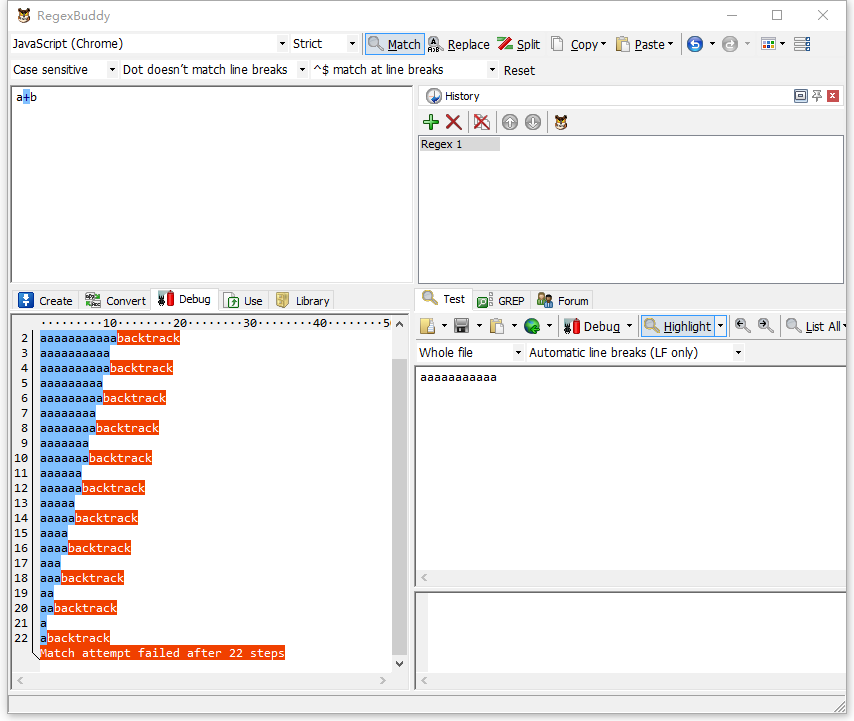 RegexBuddy
JavaScript (Chrome) Strict Match Replace Split Copy Paste
Case sensitive Dot doesn't match line breaks ^$ match at line breaks Reset
a+b
History
Regex 1
Create Convert Debug Use Library
Test GREP Forum
Debug Highlight List All
Whole file Automatic line breaks (LF only)
aaaaaaaaaaa
·········10········20········30········40········50
2 aaaaaaaaaaabacktrack
3 aaaaaaaaaa
4 aaaaaaaaaabacktrack
5 aaaaaaaaa
6 aaaaaaaaabacktrack
7 aaaaaaaa
8 aaaaaaaabacktrack
9 aaaaaaa
10 aaaaaaabacktrack
11 aaaaaa
12 aaaaaabacktrack
13 aaaaa
14 aaaaabacktrack
15 aaaa
16 aaaabacktrack
17 aaa
18 aaabacktrack
19 aa
20 aabacktrack
21 a
22 abacktrack
Match attempt failed after 22 steps